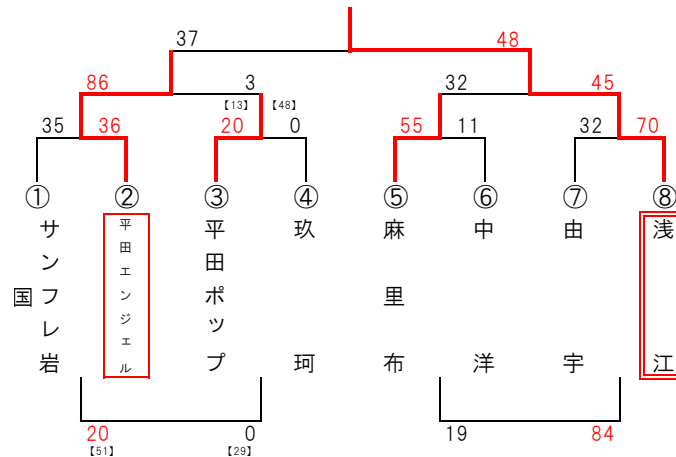 37 48
86 3 32 45
【13】 【48】
35 36 20 0 55 11 32 70
① ② ③ ④ ⑤ ⑥ ⑦ ⑧
サンフレ岩国
平田エンジェル
平田ポップ
玖珂
麻里布
中洋
由宇
浅江
20 0 19 84
【51】 【29】